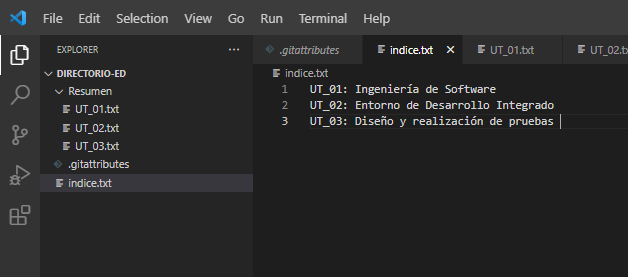 File Edit Selection View Go Run Terminal Help
EXPLORER ...
DIRECTORIO-ED
Resumen
UT_01.txt
UT_02.txt
UT_03.txt
.gitattributes
indice.txt
.gitattributes indice.txt UT_01.txt UT_02.tx
indice.txt
1 UT_01: Ingeniería de Software
2 UT_02: Entorno de Desarrollo Integrado
3 UT_03: Diseño y realización de pruebas